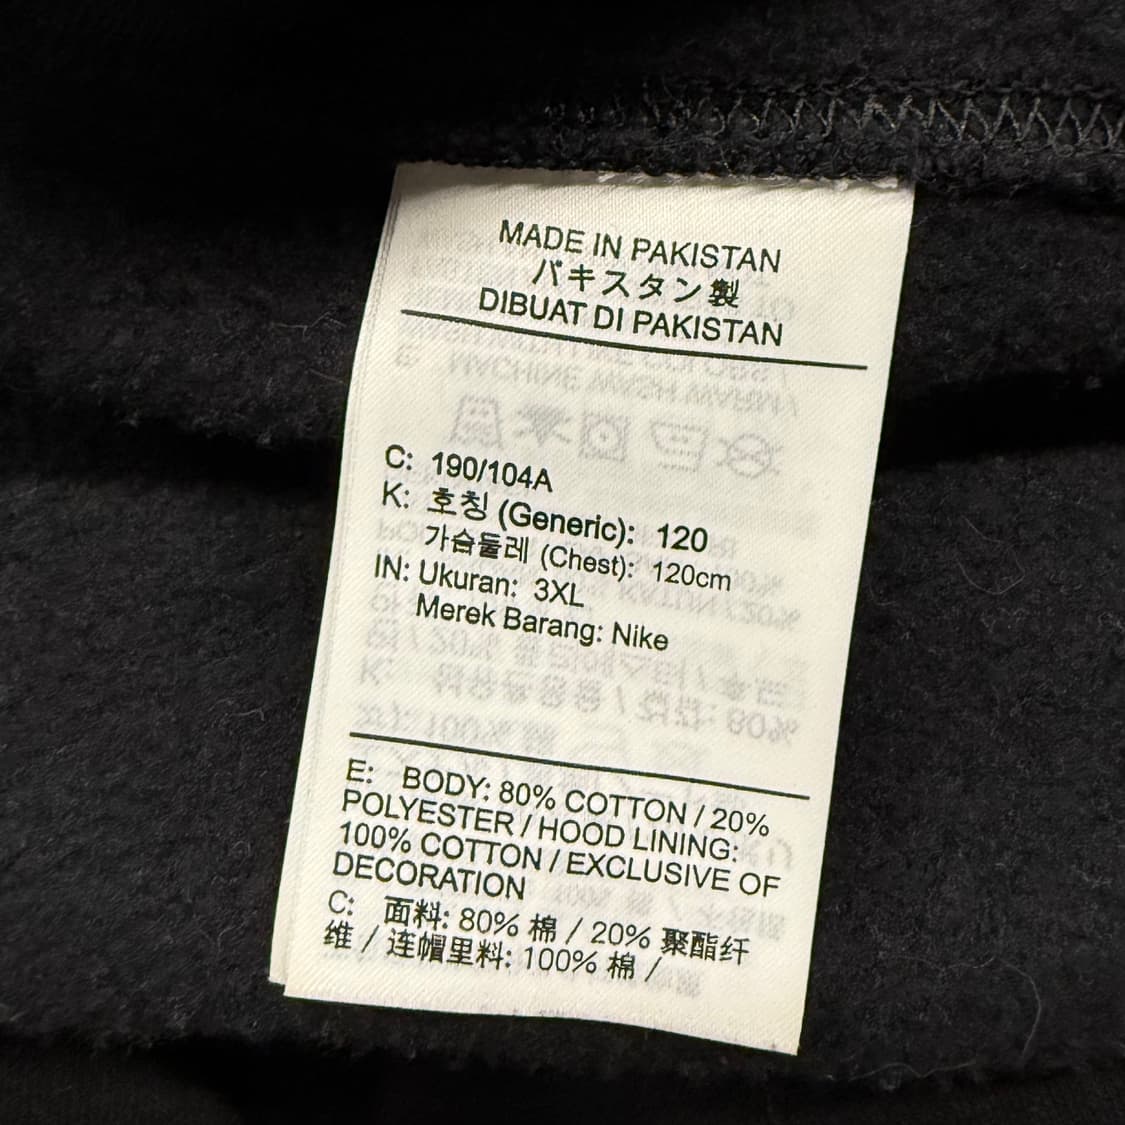 MADE IN PAKISTAN
パキスタン製
DIBUAT DI PAKISTAN
C: 190/104A
K: 호칭 (Generic): 120
가슴둘레 (Chest): 120cm
IN: Ukuran: 3XL
Merek Barang: Nike
E: BODY: 80% COTTON / 20%
POLYESTER / HOOD LINING:
100% COTTON / EXCLUSIVE OF
DECORATION
C: 面料: 80% 棉 / 20% 聚酯纤
维 / 连帽里料: 100% 棉 /